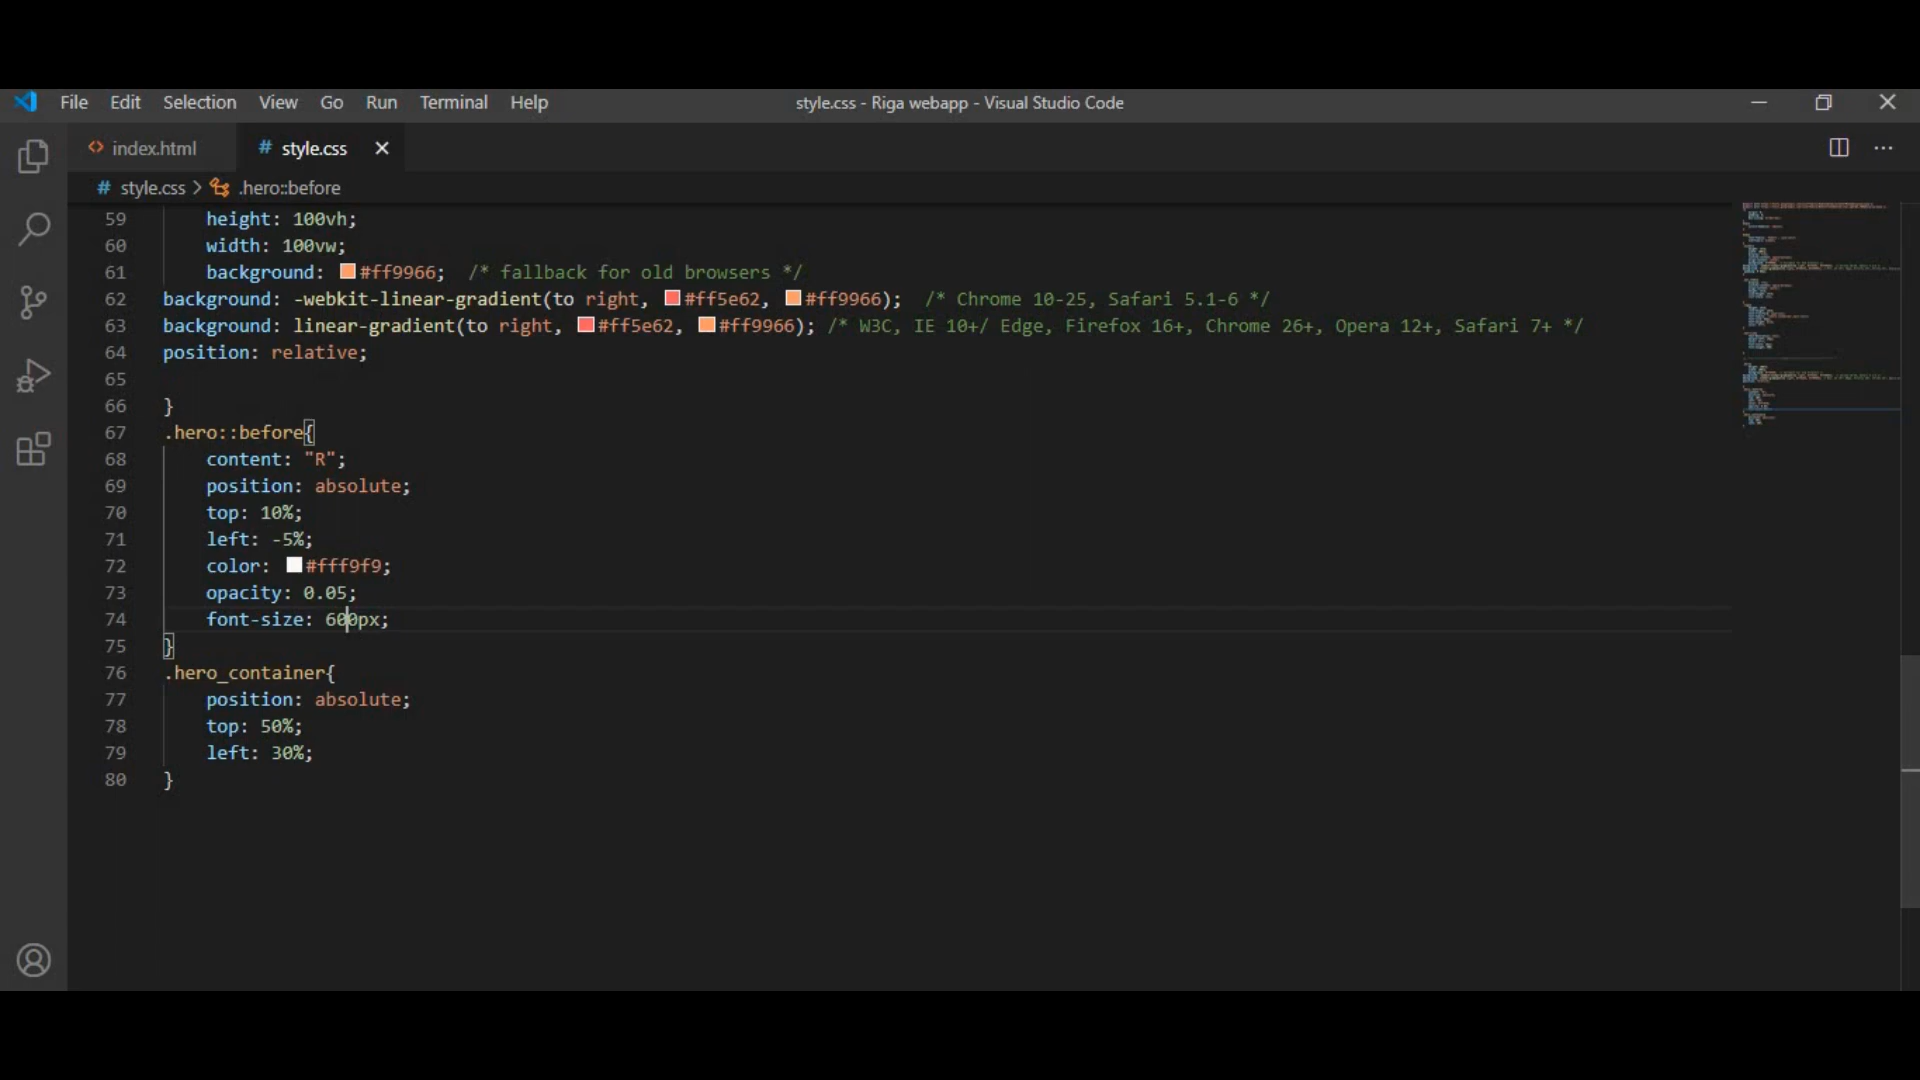 File Edit Selection View Go Run Terminal Help style.css - Riga webapp - Visual Studio Code
index.html # style.css
# style.css > .hero::before
59 height: 100vh;
60 width: 100vw;
61 background: #ff9966; /* fallback for old browsers */
62 background: -webkit-linear-gradient(to right, #ff5e62, #ff9966); /* Chrome 10-25, Safari 5.1-6 */
63 background: linear-gradient(to right, #ff5e62, #ff9966); /* W3C, IE 10+/ Edge, Firefox 16+, Chrome 26+, Opera 12+, Safari 7+ */
64 position: relative;
65
66 }
67 .hero::before{
68 content: "R";
69 position: absolute;
70 top: 10%;
71 left: -5%;
72 color: #fff9f9;
73 opacity: 0.05;
74 font-size: 600px;
75 }
76 .hero_container{
77 position: absolute;
78 top: 50%;
79 left: 30%;
80 }